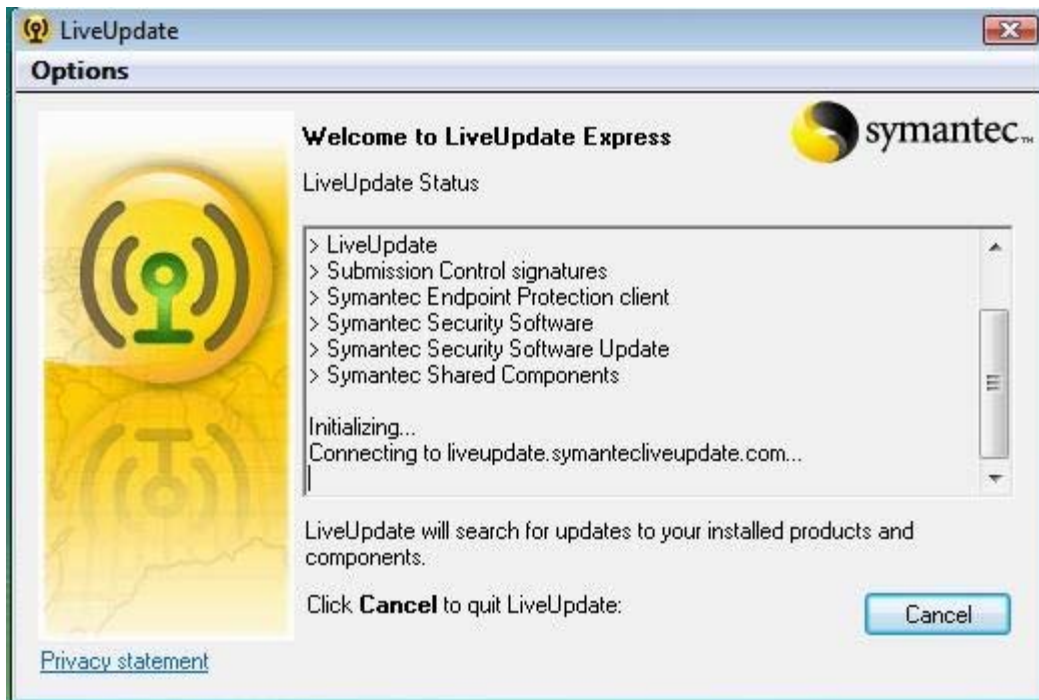 LiveUpdate
Options
Welcome to LiveUpdate Express
symantec™
LiveUpdate Status
> LiveUpdate
> Submission Control signatures
> Symantec Endpoint Protection client
> Symantec Security Software
> Symantec Security Software Update
> Symantec Shared Components
Initializing...
Connecting to liveupdate.symantecliveupdate.com...
LiveUpdate will search for updates to your installed products and
components.
Click Cancel to quit LiveUpdate:
Cancel
Privacy statement